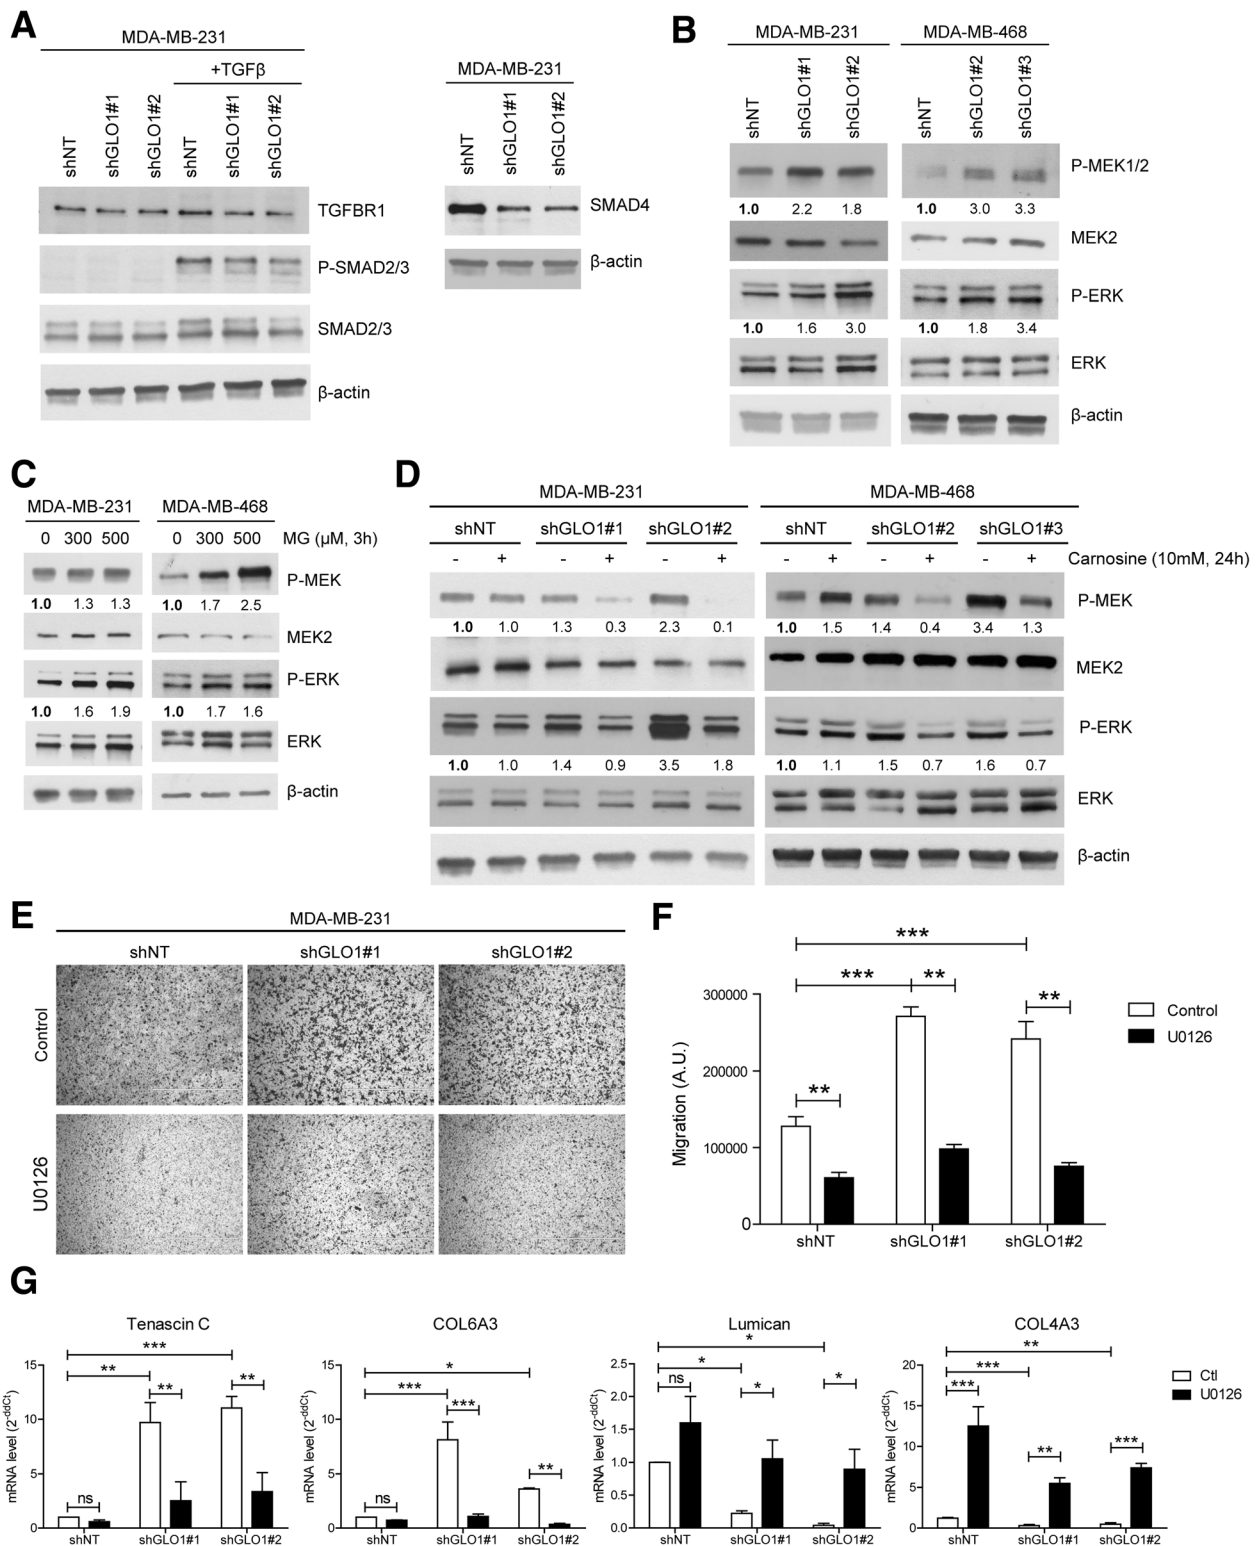 A
MDA-MB-231
+TGFβ
shNT
shGLO1#1
shGLO1#2
shNT
shGLO1#1
shGLO1#2
TGFBR1
P-SMAD2/3
SMAD2/3
β-actin
MDA-MB-231
shNT
shGLO1#1
shGLO1#2
SMAD4
β-actin
B
MDA-MB-231
MDA-MB-468
shNT
shGLO1#1
shGLO1#2
shNT
shGLO1#2
shGLO1#3
P-MEK1/2
1.0 2.2 1.8 1.0 3.0 3.3
MEK2
P-ERK
1.0 1.6 3.0 1.0 1.8 3.4
ERK
β-actin
C
MDA-MB-231 MDA-MB-468
0 300 500 0 300 500 MG (µM, 3h)
P-MEK
1.0 1.3 1.3 1.0 1.7 2.5
MEK2
P-ERK
1.0 1.6 1.9 1.0 1.7 1.6
ERK
β-actin
D
MDA-MB-231 MDA-MB-468
shNT shGLO1#1 shGLO1#2 shNT shGLO1#2 shGLO1#3
- + - + - + - + - + - + Carnosine (10mM, 24h)
P-MEK
1.0 1.0 1.3 0.3 2.3 0.1 1.0 1.5 1.4 0.4 3.4 1.3
MEK2
P-ERK
1.0 1.0 1.4 0.9 3.5 1.8 1.0 1.1 1.5 0.7 1.6 0.7
ERK
β-actin
E
MDA-MB-231
shNT shGLO1#1 shGLO1#2
Control
U0126
F
***
*** **
**
**
300000
200000
100000
0
Migration (A.U.)
shNT shGLO1#1 shGLO1#2
Control
U0126
G
Tenascin C
***
**
** **
ns
15
10
5
0
mRNA level (2-ddCt)
shNT shGLO1#1 shGLO1#2
COL6A3
*
***
***
**
ns
15
10
5
0
mRNA level (2-ddCt)
shNT shGLO1#1 shGLO1#2
Lumican
*
*
ns * *
2.5
2.0
1.5
1.0
0.5
0.0
mRNA level (2-ddCt)
shNT shGLO1#1 shGLO1#2
COL4A3
**
***
***
** ***
20
15
10
5
0
mRNA level (2-ddCt)
shNT shGLO1#1 shGLO1#2
Ctl
U0126